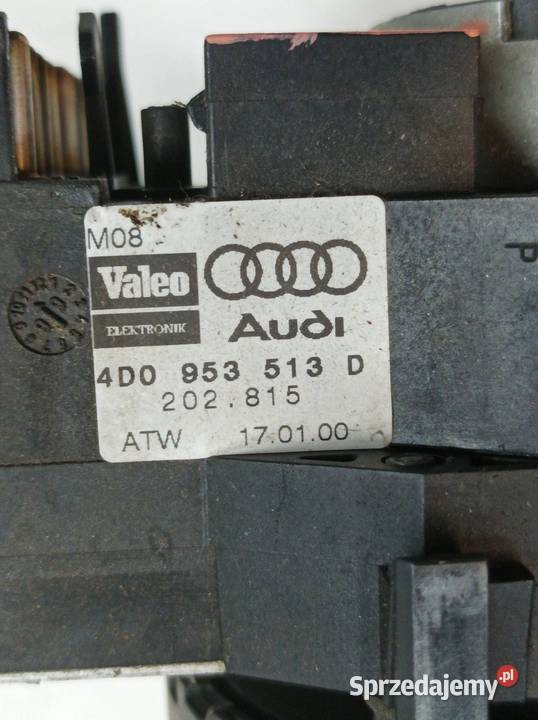 M08
Valeo
ELEKTRONIK
Audi
4D0 953 513 D
202.815
ATW 17.01.00
P
Sprzedajemy.pl